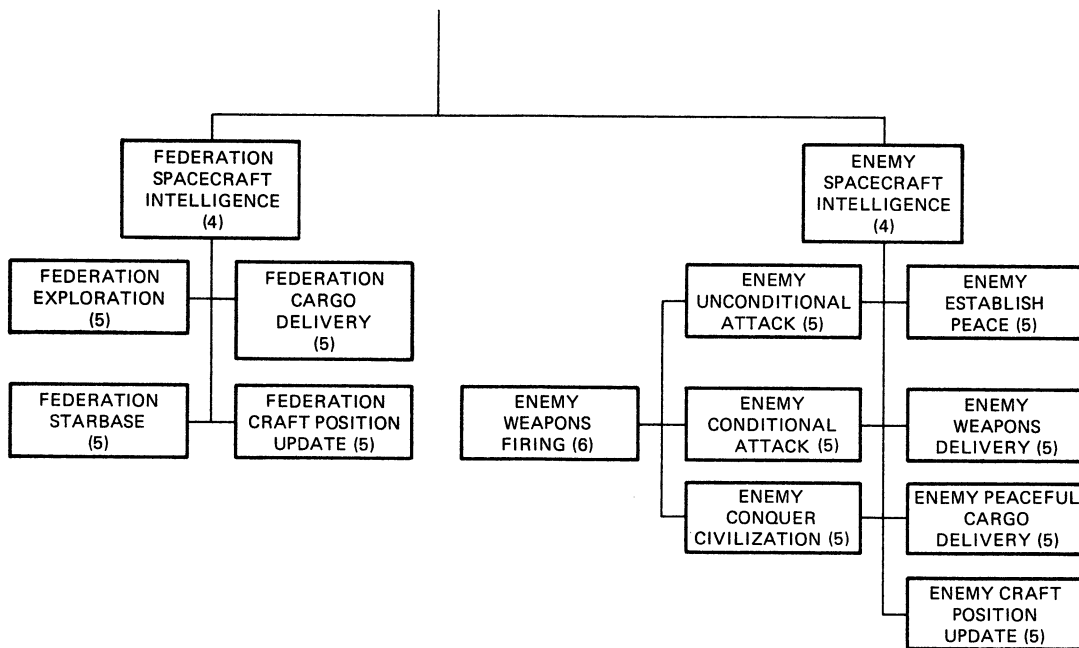 FEDERATION
SPACECRAFT
INTELLIGENCE
(4)
ENEMY
SPACECRAFT
INTELLIGENCE
(4)
FEDERATION
EXPLORATION
(5)
FEDERATION
CARGO
DELIVERY
(5)
ENEMY
UNCONDITIONAL
ATTACK (5)
ENEMY
ESTABLISH
PEACE (5)
FEDERATION
STARBASE
(5)
FEDERATION
CRAFT POSITION
UPDATE (5)
ENEMY
WEAPONS
FIRING (6)
ENEMY
CONDITIONAL
ATTACK (5)
ENEMY
WEAPONS
DELIVERY (5)
ENEMY
CONQUER
CIVILIZATION (5)
ENEMY PEACEFUL
CARGO
DELIVERY (5)
ENEMY CRAFT
POSITION
UPDATE (5)